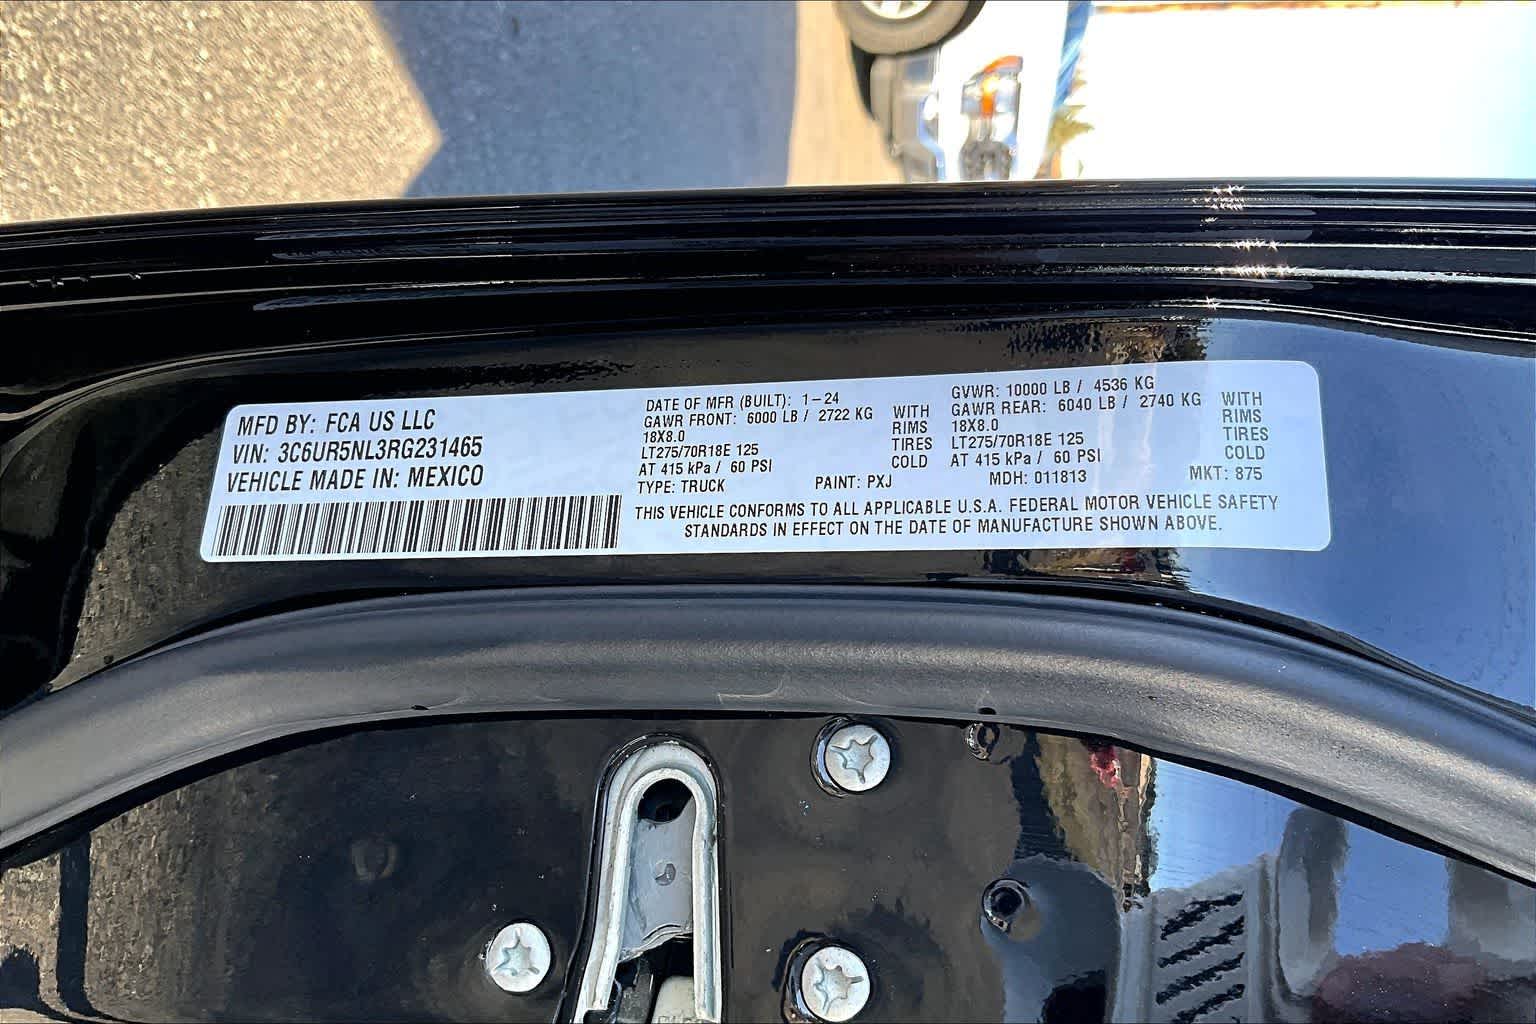 MFD BY: FCA US LLC
VIN: 3C6UR5NL3RG231465
VEHICLE MADE IN: MEXICO
DATE OF MFR (BUILT): 1-24
GAWR FRONT: 6000 LB / 2722 KG WITH
18X8.0 RIMS
LT275/70R18E 125 TIRES
AT 415 kPa / 60 PSI COLD
TYPE: TRUCK
GVWR: 10000 LB / 4536 KG
GAWR REAR: 6040 LB / 2740 KG WITH
18X8.0 RIMS
LT275/70R18E 125 TIRES
AT 415 kPa / 60 PSI COLD
PAINT: PXJ MDH: 011813 MKT: 875
THIS VEHICLE CONFORMS TO ALL APPLICABLE U.S.A. FEDERAL MOTOR VEHICLE SAFETY
STANDARDS IN EFFECT ON THE DATE OF MANUFACTURE SHOWN ABOVE.